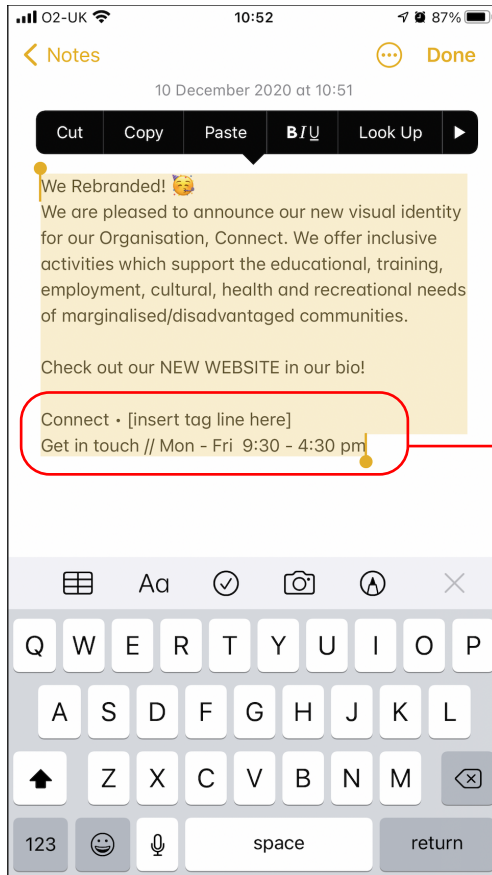 O2-UK 10:52 87%
Notes Done
10 December 2020 at 10:51
Cut Copy Paste BIU Look Up
We Rebranded! 🥳
We are pleased to announce our new visual identity
for our Organisation, Connect. We offer inclusive
activities which support the educational, training,
employment, cultural, health and recreational needs
of marginalised/disadvantaged communities.
Check out our NEW WEBSITE in our bio!
Connect • [insert tag line here]
Get in touch // Mon - Fri  9:30 - 4:30 pm
Aa
Q W E R T Y U I O P
A S D F G H J K L
Z X C V B N M
123 space return